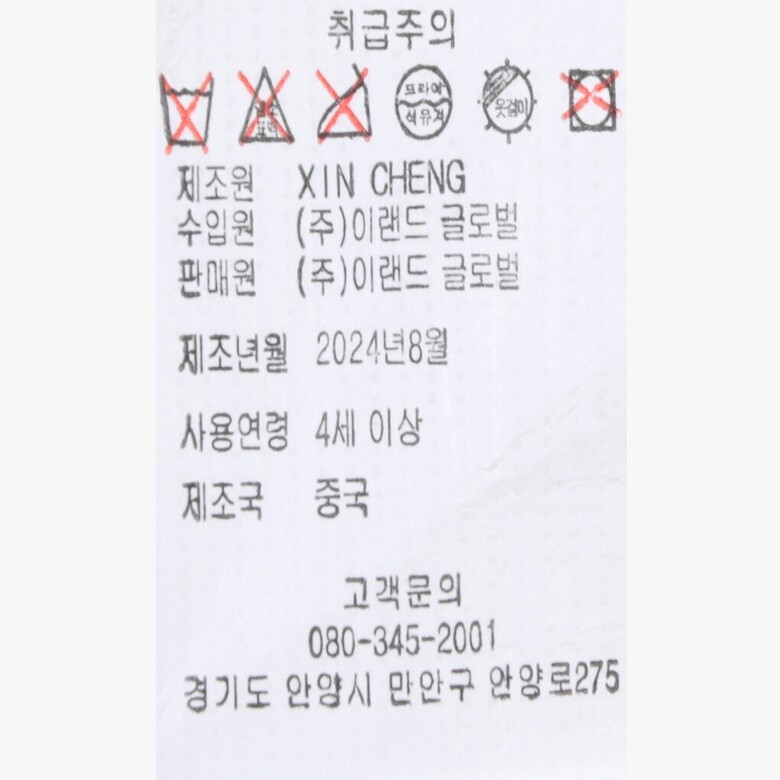 취급주의
드라이 석유계 옷걸이
제조원 XIN CHENG
수입원 (주)이랜드 글로벌
판매원 (주)이랜드 글로벌
제조년월 2024년8월
사용연령 4세 이상
제조국 중국
고객문의
080-345-2001
경기도 안양시 만안구 안양로275